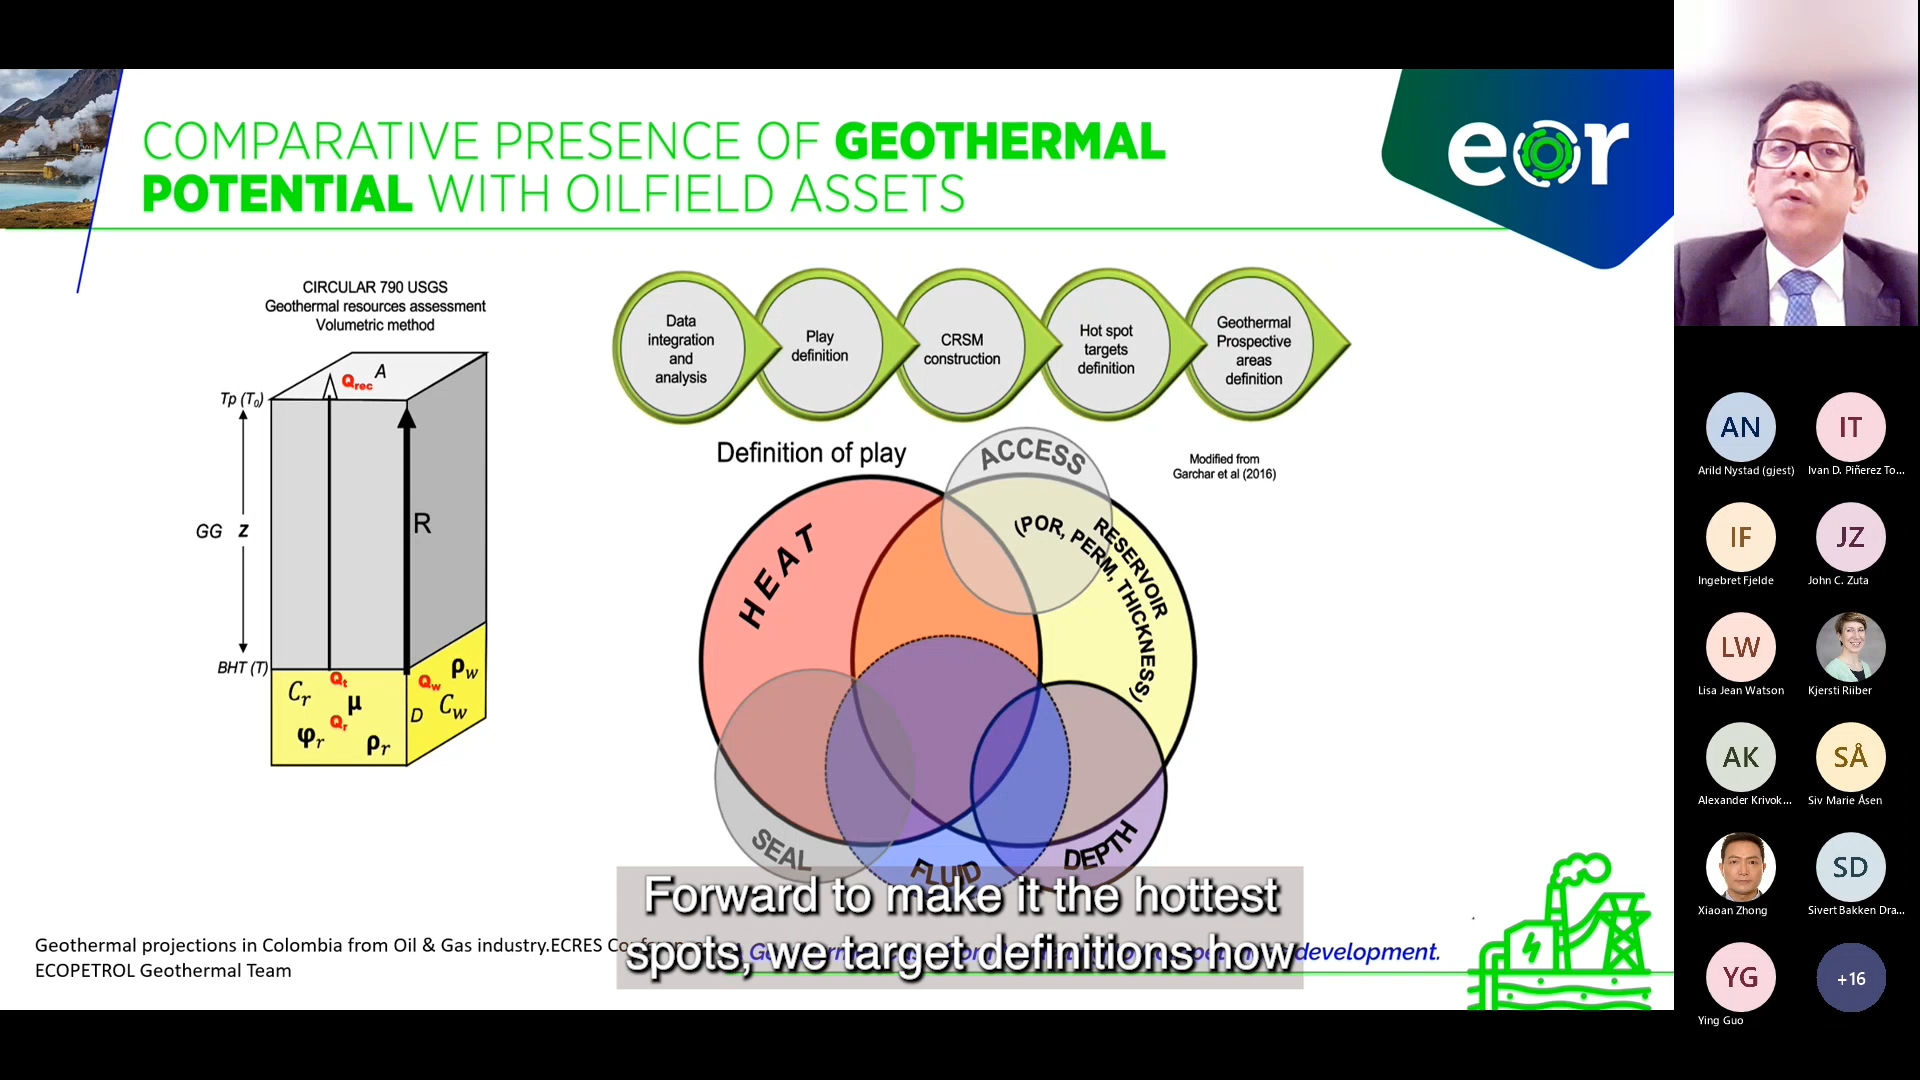 COMPARATIVE PRESENCE OF GEOTHERMAL
POTENTIAL WITH OILFIELD ASSETS
eor
CIRCULAR 790 USGS
Geothermal resources assessment
Volumetric method
A
Qrec
Tp (T0)
GG Z
R
BHT (T)
Cr
Qt
μ
Qr
φr
ρr
Qw
ρw
D
Cw
Data
integration
and
analysis
Play
definition
CRSM
construction
Hot spot
targets
definition
Geothermal
Prospective
areas
definition
Definition of play
Modified from
Garchar et al (2016)
ACCESS
HEAT
RESERVOIR
(POR, PERM, THICKNESS)
SEAL
FLUID
DEPTH
Forward to make it the hottest
spots, we target definitions how
Geothermal projections in Colombia from Oil & Gas industry.ECRES
ECOPETROL Geothermal Team
development.
AN
Arild Nystad (gjest)
IT
Ivan D. Piñerez To...
IF
Ingebret Fjelde
JZ
John C. Zuta
LW
Lisa Jean Watson
Kjersti Riiber
AK
Alexander Krivok...
SÅ
Siv Marie Åsen
Xiaoan Zhong
SD
Sivert Bakken Dra...
YG
Ying Guo
+16